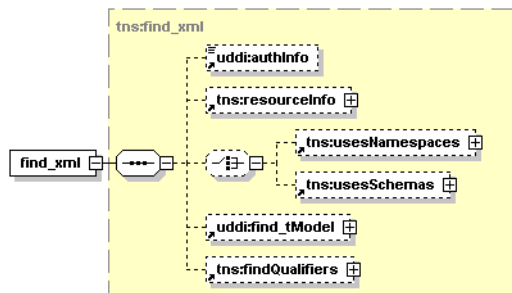 tns:find_xml
uddi:authInfo
tns:resourceInfo
find_xml
tns:usesNamespaces
tns:usesSchemas
uddi:find_tModel
tns:findQualifiers